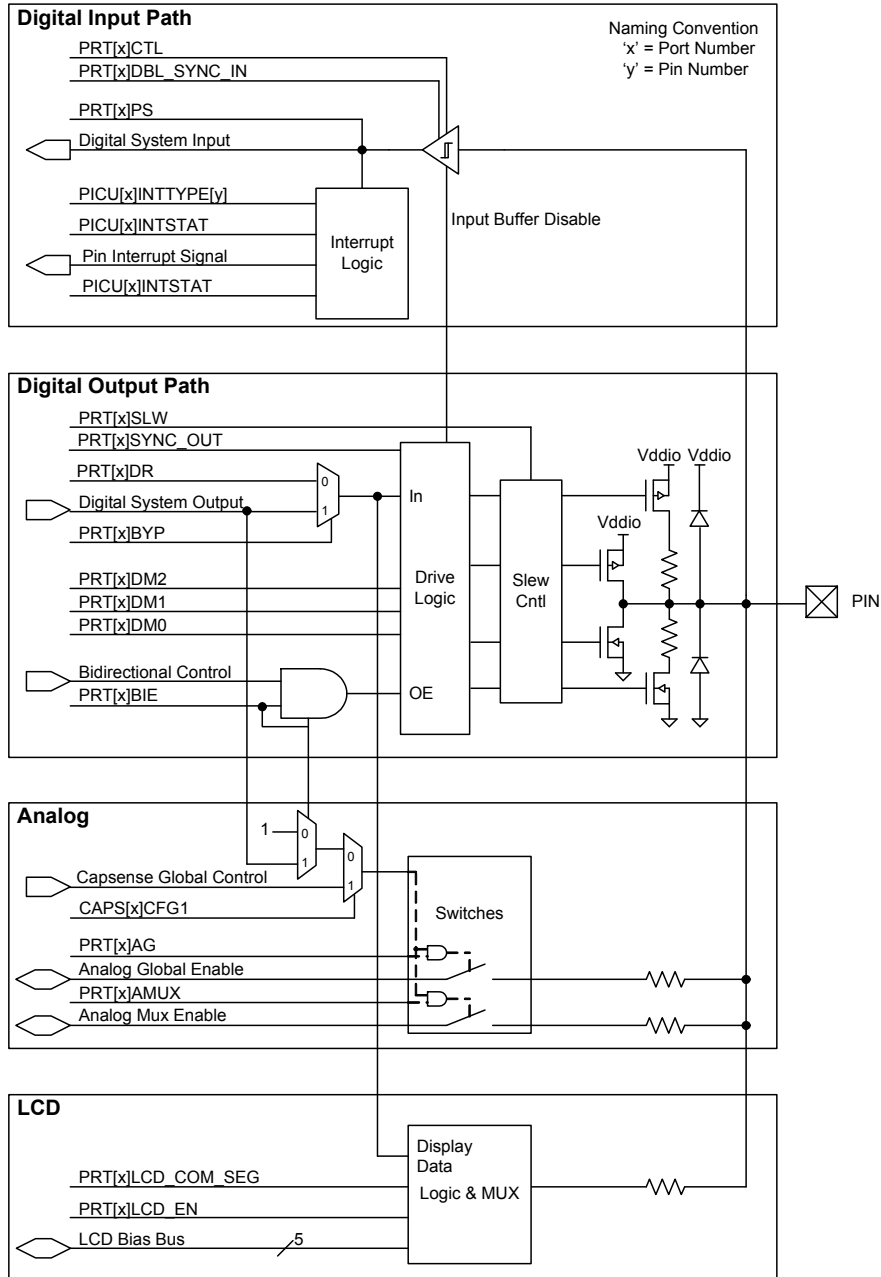 Digital Input Path
Naming Convention
‘x’ = Port Number
‘y’ = Pin Number
PRT[x]CTL
PRT[x]DBL_SYNC_IN
PRT[x]PS
Digital System Input
PICU[x]INTTYPE[y]
PICU[x]INTSTAT
Pin Interrupt Signal
PICU[x]INTSTAT
Interrupt
Logic
Input Buffer Disable
Digital Output Path
PRT[x]SLW
PRT[x]SYNC_OUT
PRT[x]DR
Digital System Output
PRT[x]BYP
0
1
In
Vddio Vddio
Vddio
PRT[x]DM2
PRT[x]DM1
PRT[x]DM0
Drive
Logic
Slew
Cntl
PIN
Bidirectional Control
PRT[x]BIE
OE
Analog
1
0
1
0
1
Capsense Global Control
CAPS[x]CFG1
Switches
PRT[x]AG
Analog Global Enable
PRT[x]AMUX
Analog Mux Enable
LCD
Display
Data
Logic & MUX
PRT[x]LCD_COM_SEG
PRT[x]LCD_EN
LCD Bias Bus
5